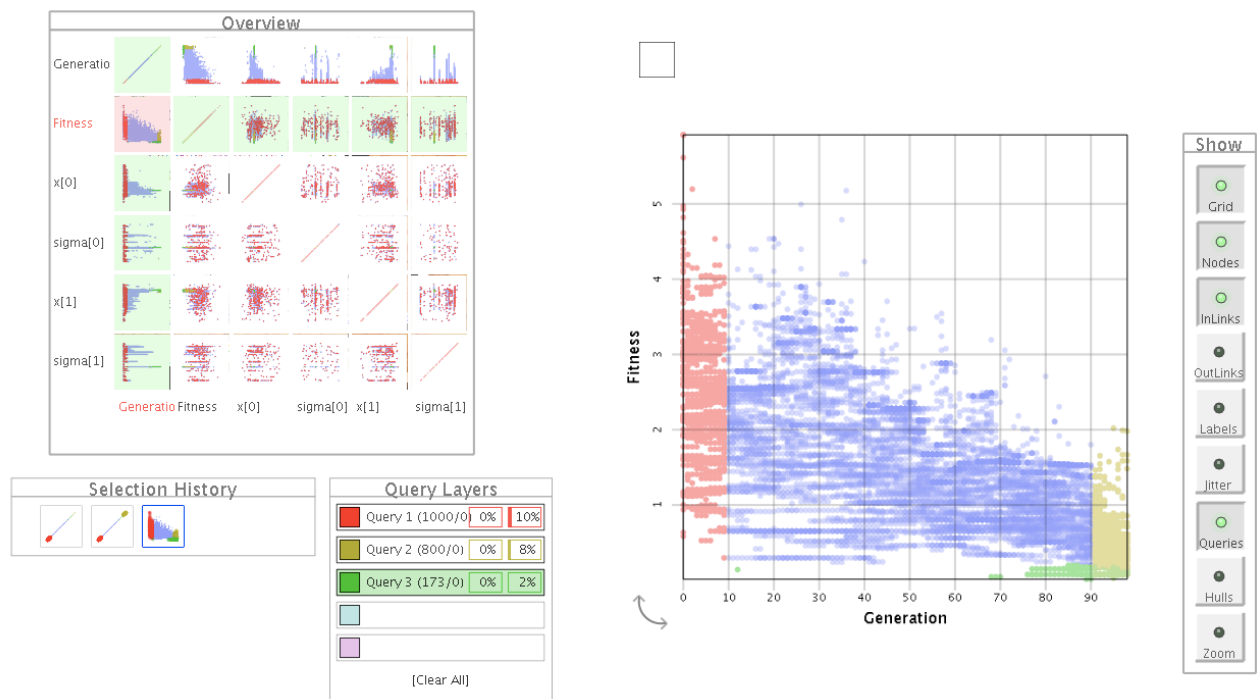 Overview
Generatio
Fitness
x[0]
sigma[0]
x[1]
sigma[1]
Generatio Fitness x[0] sigma[0] x[1] sigma[1]
Selection History
Query Layers
Query 1 (1000/0) 0% 10%
Query 2 (800/0) 0% 8%
Query 3 (173/0) 0% 2%
[Clear All]
Fitness
5
4
3
2
1
0 10 20 30 40 50 60 70 80 90
Generation
Show
Grid
Nodes
InLinks
OutLinks
Labels
Jitter
Queries
Hulls
Zoom